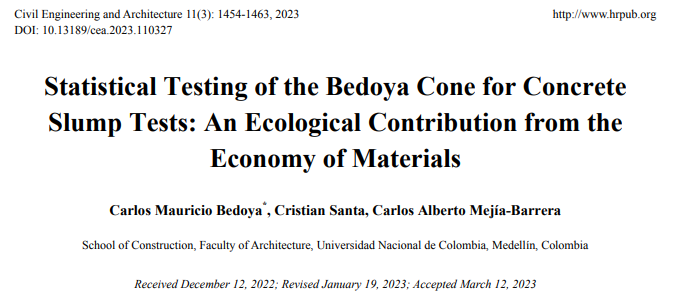 Civil Engineering and Architecture 11(3): 1454-1463, 2023 http://www.hrpub.org
DOI: 10.13189/cea.2023.110327
Statistical Testing of the Bedoya Cone for Concrete
Slump Tests: An Ecological Contribution from the
Economy of Materials
Carlos Mauricio Bedoya*, Cristian Santa, Carlos Alberto Mejía-Barrera
School of Construction, Faculty of Architecture, Universidad Nacional de Colombia, Medellín, Colombia
Received December 12, 2022; Revised January 19, 2023; Accepted March 12, 2023